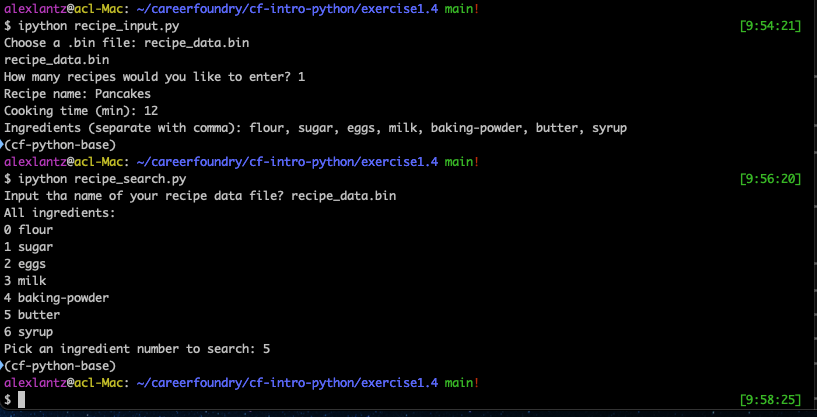 alexlantz@acl-Mac: ~/careerfoundry/cf-intro-python/exercise1.4 main!
$ ipython recipe_input.py [9:54:21]
Choose a .bin file: recipe_data.bin
recipe_data.bin
How many recipes would you like to enter? 1
Recipe name: Pancakes
Cooking time (min): 12
Ingredients (separate with comma): flour, sugar, eggs, milk, baking-powder, butter, syrup
(cf-python-base)
alexlantz@acl-Mac: ~/careerfoundry/cf-intro-python/exercise1.4 main!
$ ipython recipe_search.py [9:56:20]
Input tha name of your recipe data file? recipe_data.bin
All ingredients:
0 flour
1 sugar
2 eggs
3 milk
4 baking-powder
5 butter
6 syrup
Pick an ingredient number to search: 5
(cf-python-base)
alexlantz@acl-Mac: ~/careerfoundry/cf-intro-python/exercise1.4 main!
$ [9:58:25]